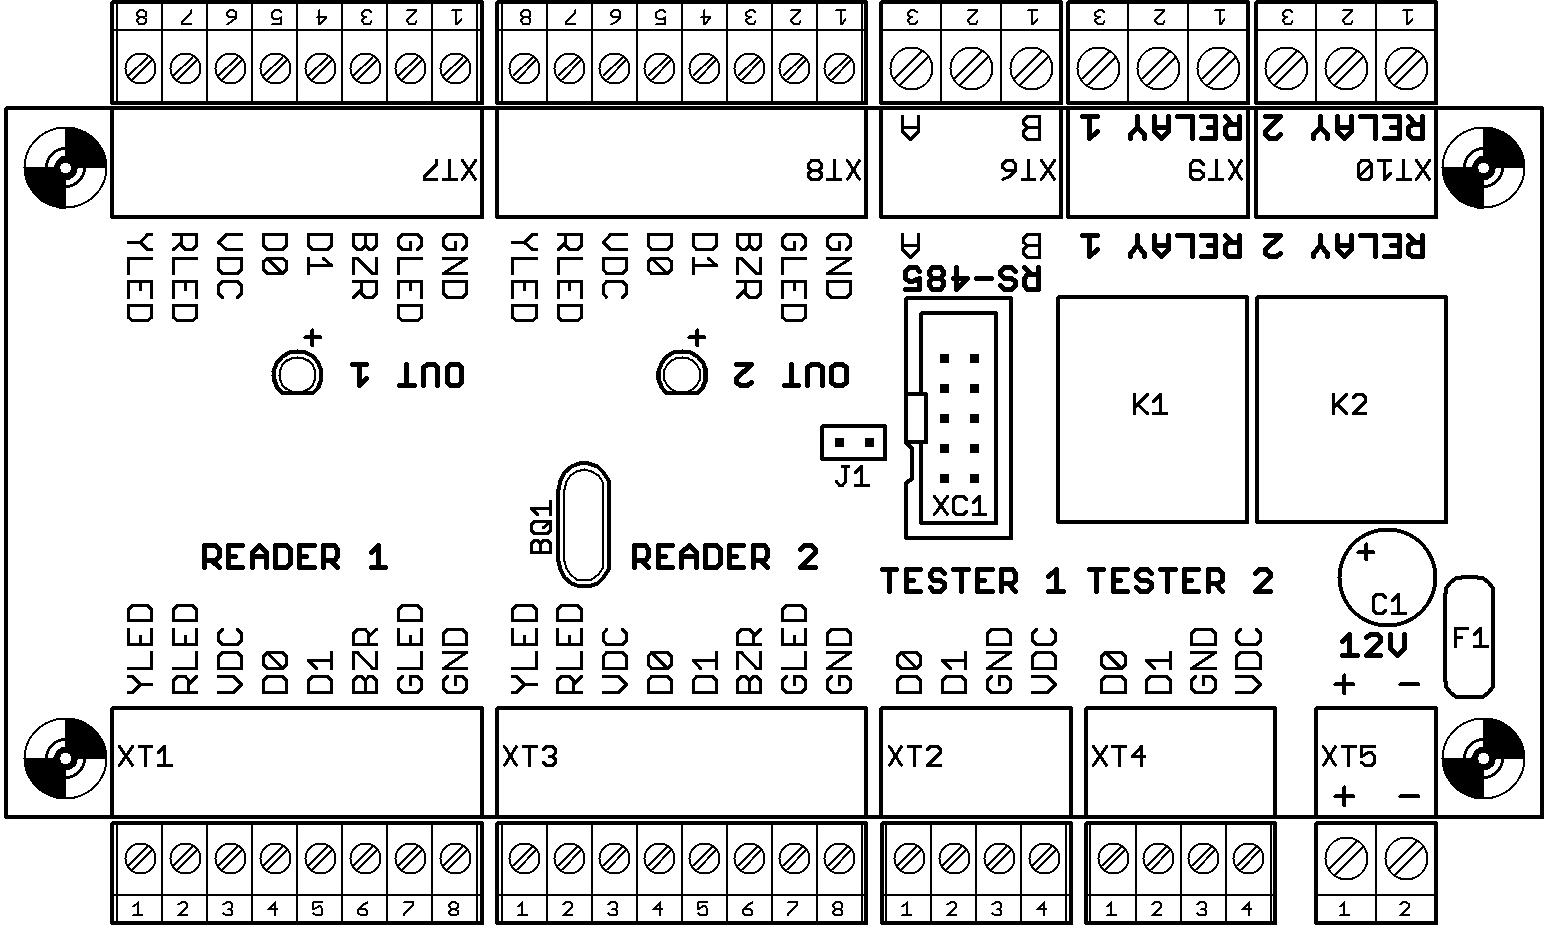 8 7 6 5 4 3 2 1 8 7 6 5 4 3 2 1 3 2 1 3 2 1 3 2 1
A B RELAY 1 RELAY 2
XT7 XT8 XT6 XT9 XT10
YLED RLED VDC D0 D1 BZR GLED GND YLED RLED VDC D0 D1 BZR GLED GND A B RELAY 1 RELAY 2
RS-485
+ OUT 1 + OUT 2
K1 K2
J1
XC1
BQ1
READER 1 READER 2
TESTER 1 TESTER 2
+
C1
12V F1
YLED RLED VDC D0 D1 BZR GLED GND YLED RLED VDC D0 D1 BZR GLED GND D0 D1 GND VDC D0 D1 GND VDC + -
XT1 XT3 XT2 XT4 XT5
+ -
1 2 3 4 5 6 7 8 1 2 3 4 5 6 7 8 1 2 3 4 1 2 3 4 1 2